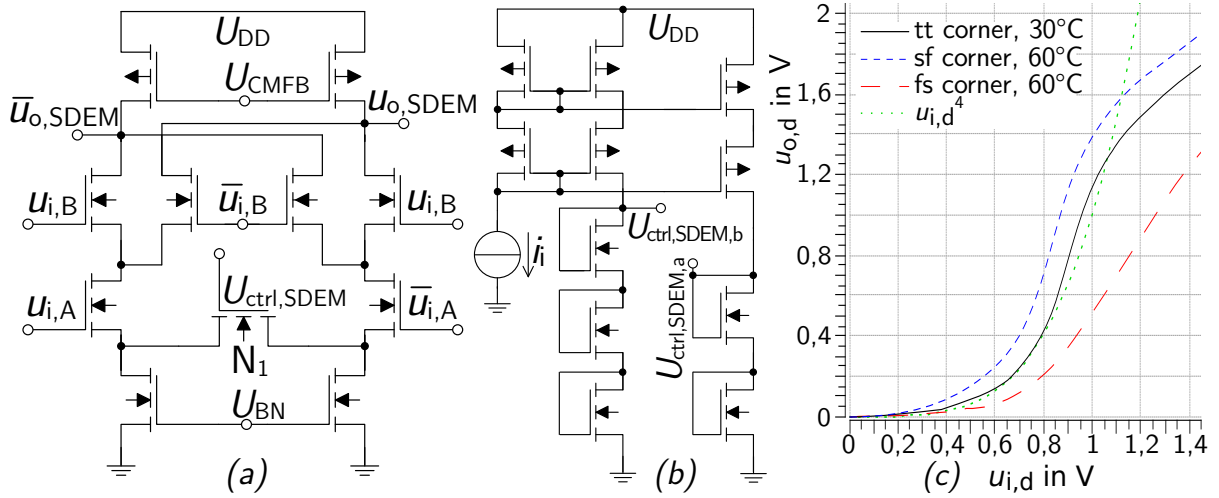 U_DD
U_CMFB
u̅_o,SDEM
u_o,SDEM
u_i,B
u̅_i,B
u_i,B
U_ctrl,SDEM
u_i,A
u̅_i,A
N_1
U_BN
(a)
U_DD
U_ctrl,SDEM,b
i_i
U_ctrl,SDEM,a
(b)
u_o,d in V
2
1,6
1,2
0,8
0,4
0
tt corner, 30°C
sf corner, 60°C
fs corner, 60°C
u_i,d^4
0 0,2 0,4 0,6 0,8 1 1,2 1,4
(c) u_i,d in V